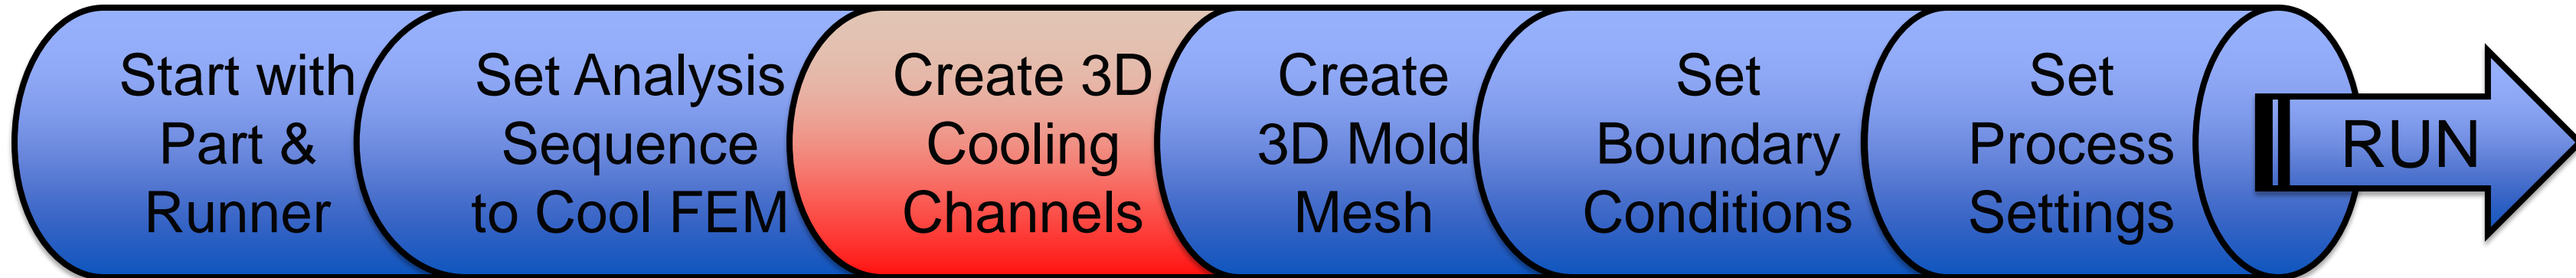 Start with
Part &
Runner
Set Analysis
Sequence
to Cool FEM
Create 3D
Cooling
Channels
Create
3D Mold
Mesh
Set
Boundary
Conditions
Set
Process
Settings
RUN